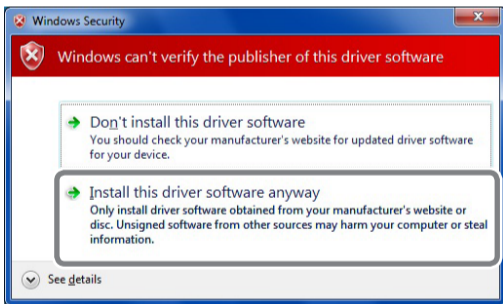 Windows Security
Windows can't verify the publisher of this driver software
Don't install this driver software
You should check your manufacturer's website for updated driver software
for your device.
Install this driver software anyway
Only install driver software obtained from your manufacturer's website or
disc. Unsigned software from other sources may harm your computer or steal
information.
See details